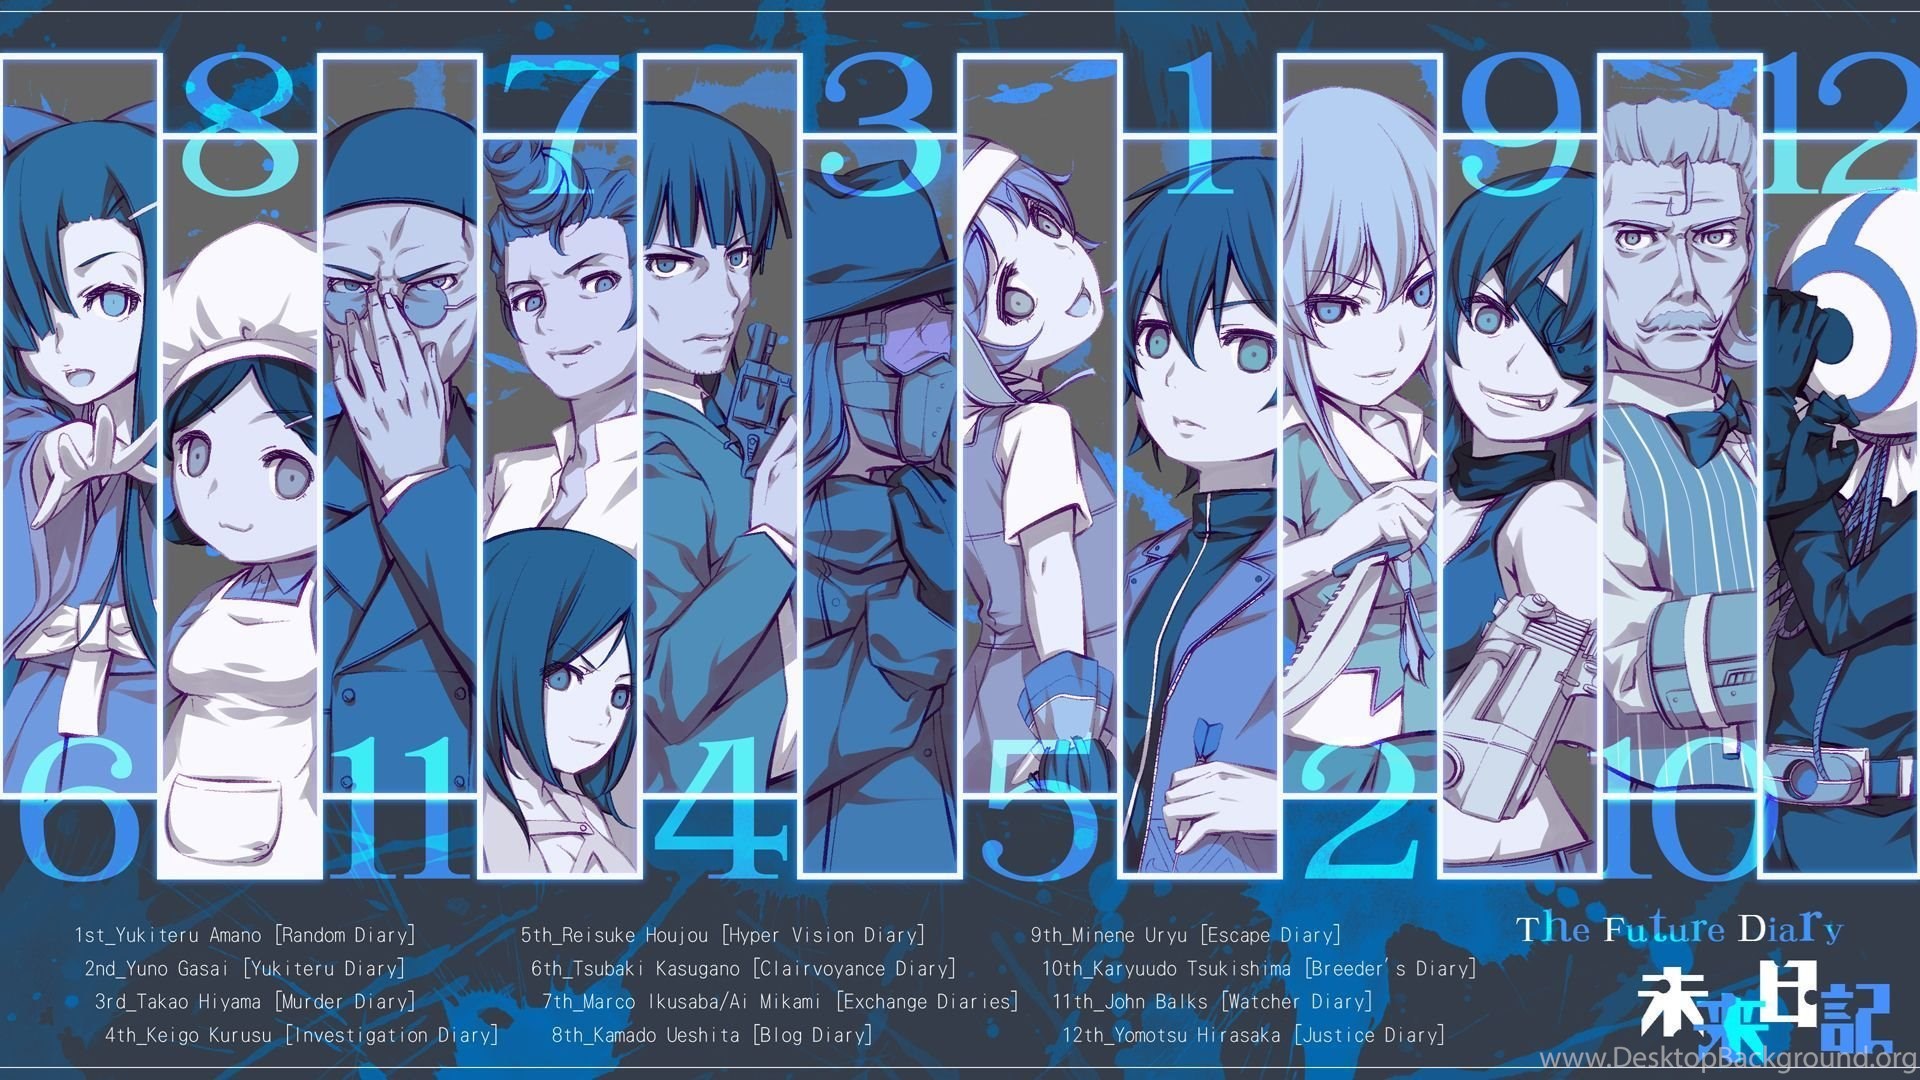 8 7 3 1 9 12
6 11 4 5 2 10
1st_Yukiteru Amano [Random Diary]
2nd_Yuno Gasai [Yukiteru Diary]
3rd_Takao Hiyama [Murder Diary]
4th_Keigo Kurusu [Investigation Diary]
5th_Reisuke Houjou [Hyper Vision Diary]
6th_Tsubaki Kasugano [Clairvoyance Diary]
7th_Marco Ikusaba/Ai Mikami [Exchange Diaries]
8th_Kamado Ueshita [Blog Diary]
9th_Minene Uryu [Escape Diary]
10th_Karyuudo Tsukishima [Breeder's Diary]
11th_John Balks [Watcher Diary]
12th_Yomotsu Hirasaka [Justice Diary]
The Future Diary
未来日記
www.DesktopBackground.org